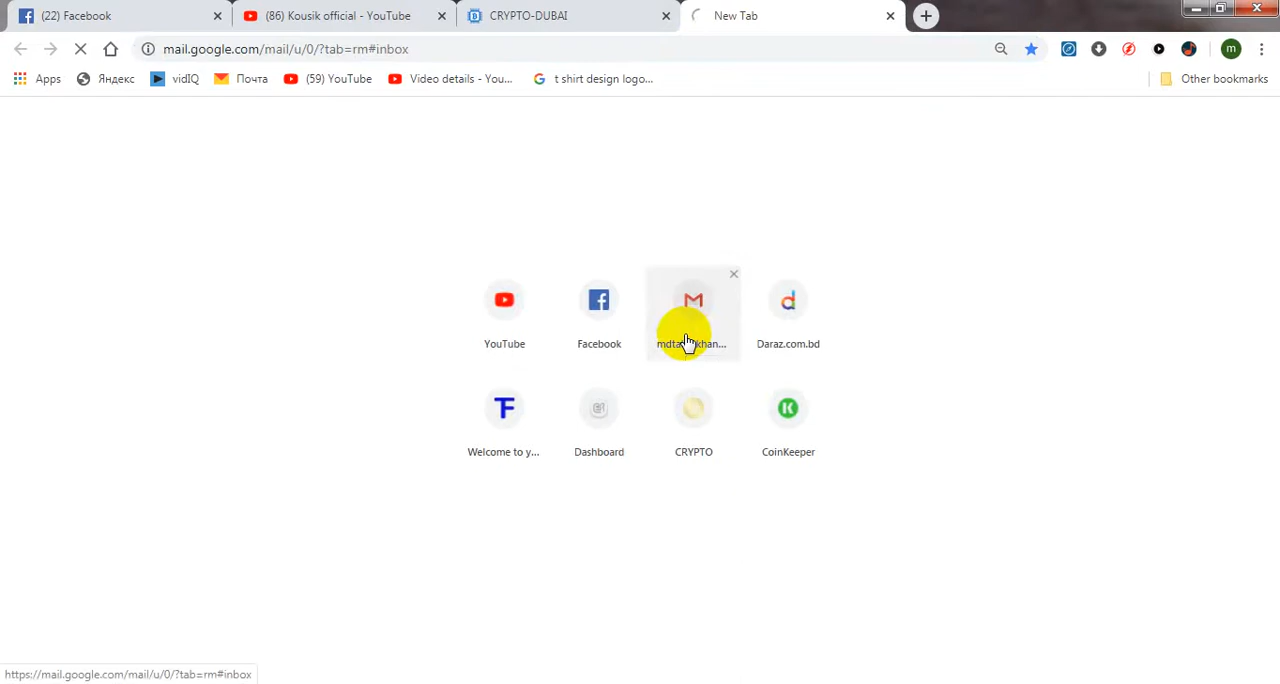 (22) Facebook
(86) Kousik official - YouTube
CRYPTO-DUBAI
New Tab
mail.google.com/mail/u/0/?tab=rm#inbox
m
Apps
Яндекс
vidIQ
Почта
(59) YouTube
Video details - You...
t shirt design logo...
Other bookmarks
YouTube
Facebook
Daraz.com.bd
Welcome to y...
Dashboard
CRYPTO
CoinKeeper
https://mail.google.com/mail/u/0/?tab=rm#inbox